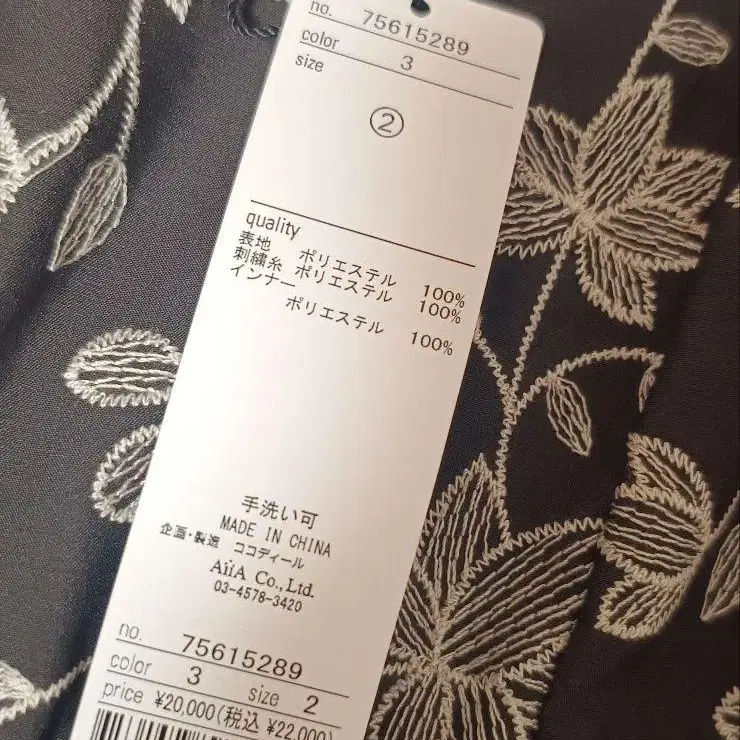 no. 75615289
color 3
size
②
quality
表地 ポリエステル 100%
刺繍糸 ポリエステル 100%
インナー
ポリエステル 100%
手洗い可
MADE IN CHINA
企画・製造 ココディール
AiiA Co., Ltd.
03-4578-3420
no. 75615289
color 3 size 2
price ¥20,000(税込 ¥22,000)